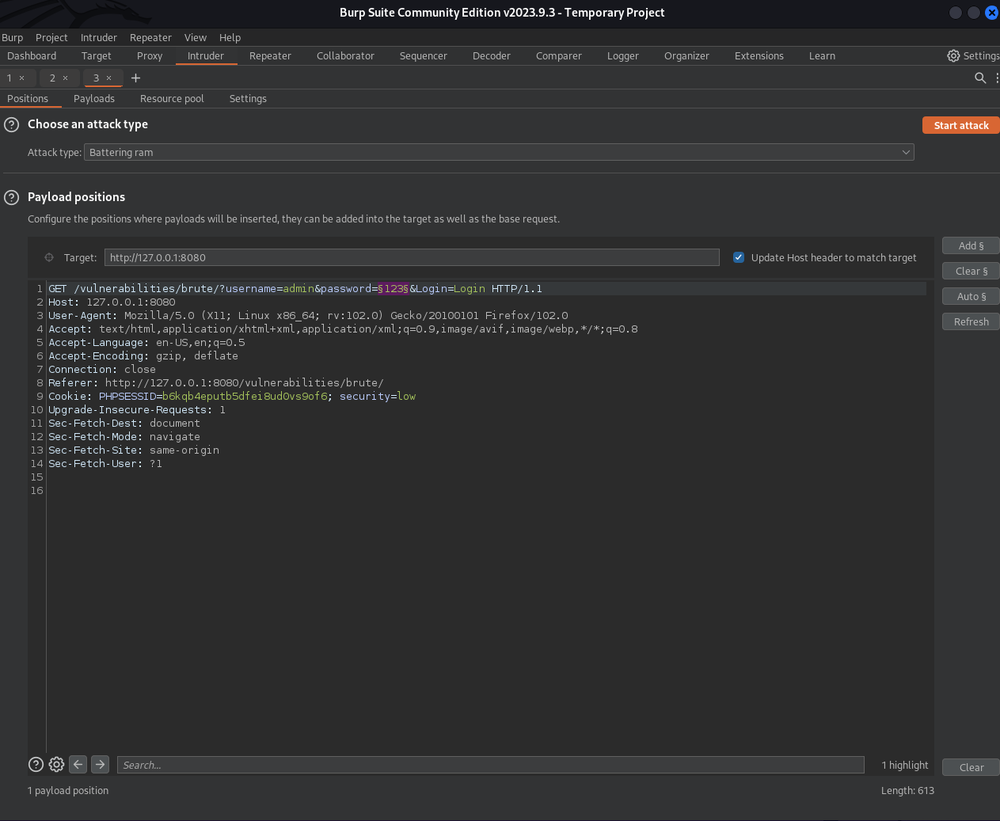 Burp Suite Community Edition v2023.9.3 - Temporary Project
Burp Project Intruder Repeater View Help
Dashboard Target Proxy Intruder Repeater Collaborator Sequencer Decoder Comparer Logger Organizer Extensions Learn Settings
1 × 2 × 3 × +
Positions Payloads Resource pool Settings
? Choose an attack type
Start attack
Attack type: Battering ram
? Payload positions
Configure the positions where payloads will be inserted, they can be added into the target as well as the base request.
Target: http://127.0.0.1:8080
Update Host header to match target
Add §
Clear §
Auto §
Refresh
1 GET /vulnerabilities/brute/?username=admin&password=§123§&Login=Login HTTP/1.1
2 Host: 127.0.0.1:8080
3 User-Agent: Mozilla/5.0 (X11; Linux x86_64; rv:102.0) Gecko/20100101 Firefox/102.0
4 Accept: text/html,application/xhtml+xml,application/xml;q=0.9,image/avif,image/webp,*/*;q=0.8
5 Accept-Language: en-US,en;q=0.5
6 Accept-Encoding: gzip, deflate
7 Connection: close
8 Referer: http://127.0.0.1:8080/vulnerabilities/brute/
9 Cookie: PHPSESSID=b6kqb4eputb5dfei8ud0vs9of6; security=low
10 Upgrade-Insecure-Requests: 1
11 Sec-Fetch-Dest: document
12 Sec-Fetch-Mode: navigate
13 Sec-Fetch-Site: same-origin
14 Sec-Fetch-User: ?1
15
16
? Search... 1 highlight
Clear
1 payload position
Length: 613